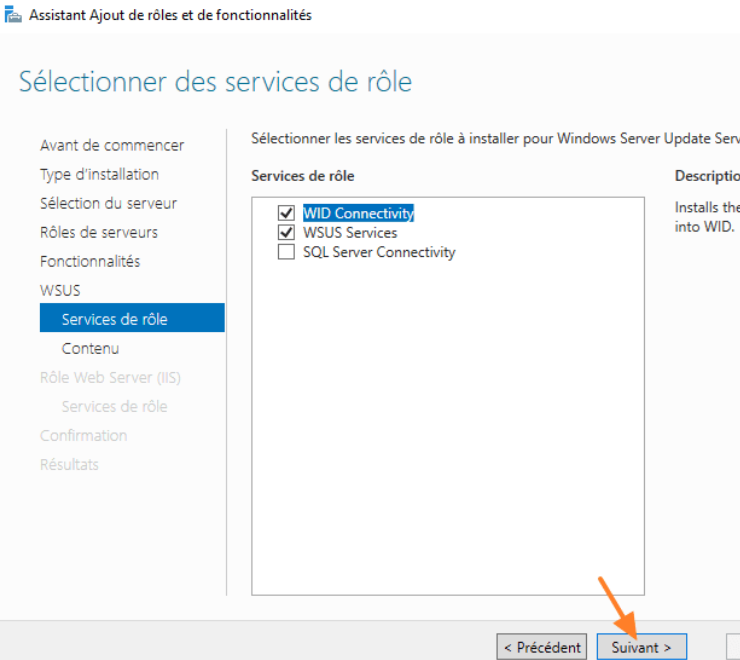 Assistant Ajout de rôles et de fonctionnalités
Sélectionner des services de rôle
Avant de commencer
Type d'installation
Sélection du serveur
Rôles de serveurs
Fonctionnalités
WSUS
Services de rôle
Contenu
Rôle Web Server (IIS)
Services de rôle
Confirmation
Résultats
Sélectionner les services de rôle à installer pour Windows Server Update Serv
Services de rôle
WID Connectivity
WSUS Services
SQL Server Connectivity
Descriptio
Installs the
into WID.
< Précédent
Suivant >